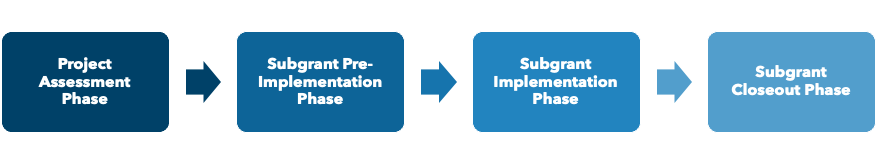 Project
Assessment
Phase
Subgrant Pre-
Implementation
Phase
Subgrant
Implementation
Phase
Subgrant
Closeout Phase